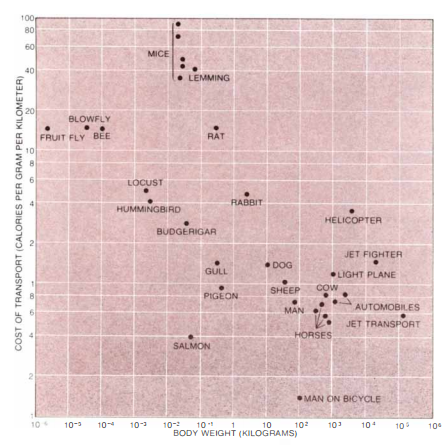 COST OF TRANSPORT (CALORIES PER GRAM PER KILOMETER)
100
80
60
40
20
10
8
6
4
2
1
8
6
4
2
1
MICE
LEMMING
BLOWFLY
FRUIT FLY
BEE
RAT
LOCUST
HUMMINGBIRD
BUDGERIGAR
RABBIT
HELICOPTER
GULL
DOG
JET FIGHTER
LIGHT PLANE
PIGEON
SHEEP
COW
MAN
AUTOMOBILES
HORSES
JET TRANSPORT
SALMON
MAN ON BICYCLE
10⁻⁶ 10⁻⁵ 10⁻⁴ 10⁻³ 10⁻² 10⁻¹ 10⁰ 10¹ 10² 10³ 10⁴ 10⁵ 10⁶
BODY WEIGHT (KILOGRAMS)